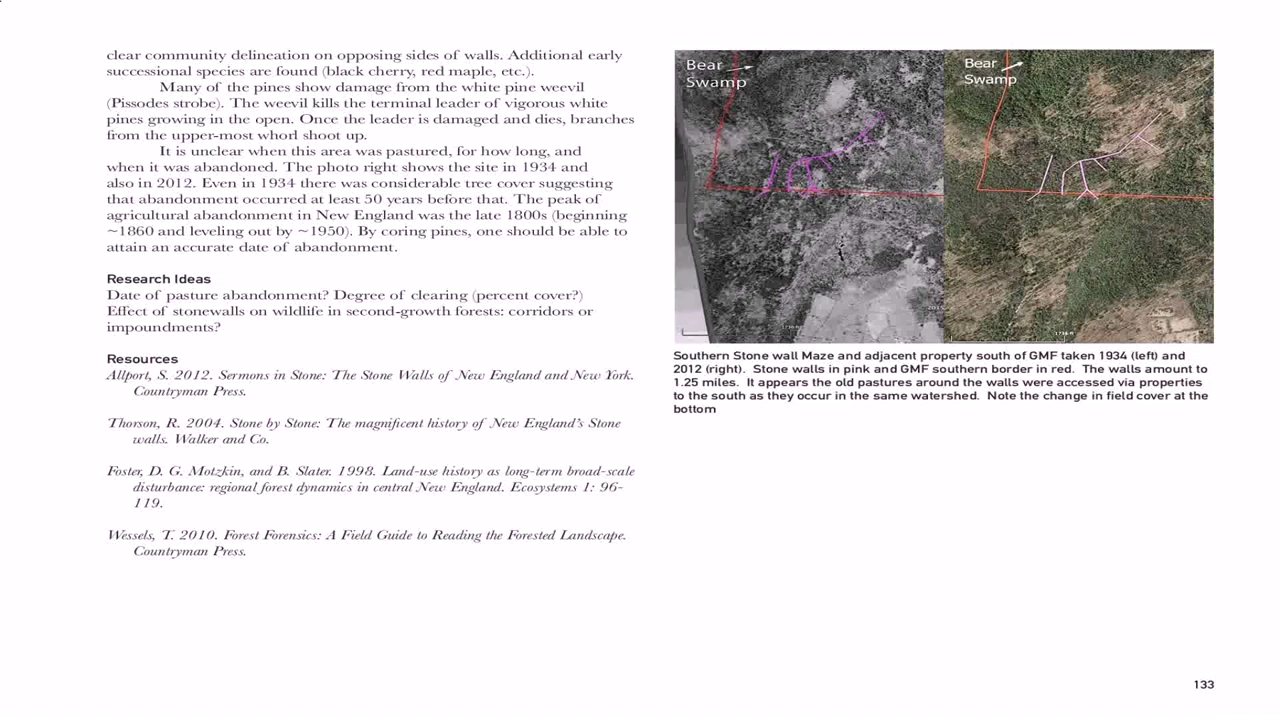 clear community delineation on opposing sides of walls. Additional early
successional species are found (black cherry, red maple, etc.).
Many of the pines show damage from the white pine weevil
(Pissodes strobe). The weevil kills the terminal leader of vigorous white
pines growing in the open. Once the leader is damaged and dies, branches
from the upper-most whorl shoot up.
It is unclear when this area was pastured, for how long, and
when it was abandoned. The photo right shows the site in 1934 and
also in 2012. Even in 1934 there was considerable tree cover suggesting
that abandonment occurred at least 50 years before that. The peak of
agricultural abandonment in New England was the late 1800s (beginning
~1860 and leveling out by ~1950). By coring pines, one should be able to
attain an accurate date of abandonment.
Research Ideas
Date of pasture abandonment? Degree of clearing (percent cover?)
Effect of stonewalls on wildlife in second-growth forests: corridors or
impoundments?
Resources
Allport, S. 2012. Sermons in Stone: The Stone Walls of New England and New York.
Countryman Press.
Thorson, R. 2004. Stone by Stone: The magnificent history of New England's Stone
walls. Walker and Co.
Foster, D. G. Motzkin, and B. Slater. 1998. Land-use history as long-term broad-scale
disturbance: regional forest dynamics in central New England. Ecosystems 1: 96-
119.
Wessels, T. 2010. Forest Forensics: A Field Guide to Reading the Forested Landscape.
Countryman Press.
Bear
Swamp
Bear
Swamp
Southern Stone wall Maze and adjacent property south of GMF taken 1934 (left) and
2012 (right). Stone walls in pink and GMF southern border in red. The walls amount to
1.25 miles. It appears the old pastures around the walls were accessed via properties
to the south as they occur in the same watershed. Note the change in field cover at the
bottom
133